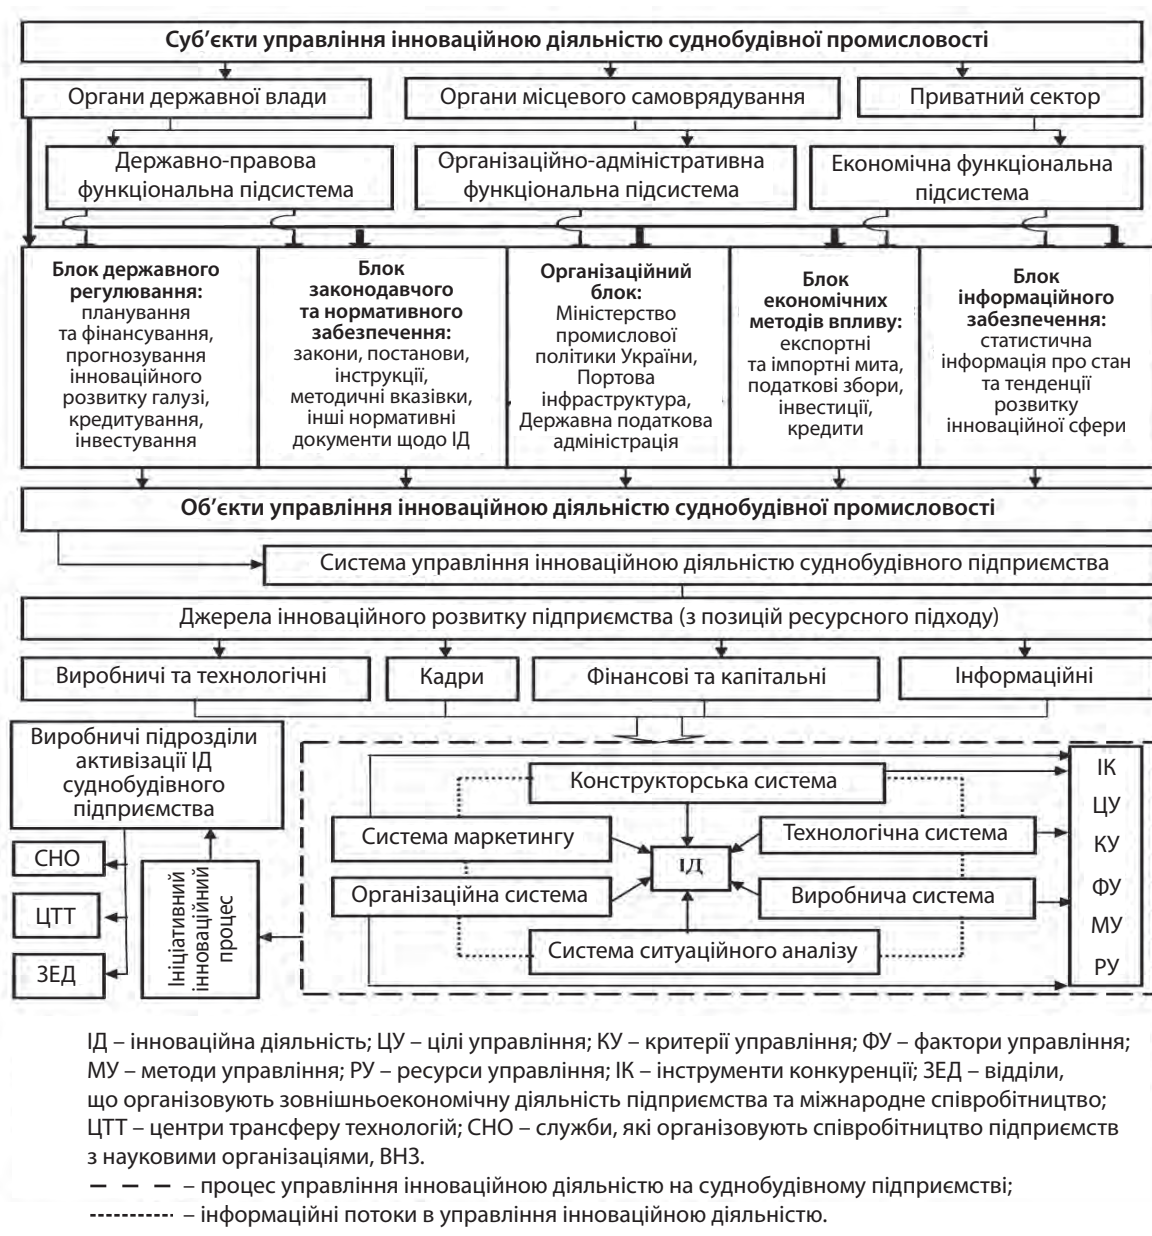 Суб’єкти управління інноваційною діяльністю суднобудівної промисловості
Органи державної влади
Органи місцевого самоврядування
Приватний сектор
Державно-правова
функціональна підсистема
Організаційно-адміністративна
функціональна підсистема
Економічна функціональна
підсистема
Блок державного
регулювання:
планування
та фінансування,
прогнозування
інноваційного
розвитку галузі,
кредитування,
інвестування
Блок
законодавчого
та нормативного
забезпечення:
закони, постанови,
інструкції,
методичні вказівки,
інші нормативні
документи щодо ІД
Організаційний
блок:
Міністерство
промислової
політики України,
Портова
інфраструктура,
Державна податкова
адміністрація
Блок
економічних
методів впливу:
експортні
та імпортні мита,
податкові збори,
інвестиції,
кредити
Блок
інформаційного
забезпечення:
статистична
інформація про стан
та тенденції
розвитку
інноваційної сфери
Об’єкти управління інноваційною діяльністю суднобудівної промисловості
Система управління інноваційною діяльністю суднобудівного підприємства
Джерела інноваційного розвитку підприємства (з позицій ресурсного підходу)
Виробничі та технологічні
Кадри
Фінансові та капітальні
Інформаційні
Виробничі підрозділи
активізації ІД
суднобудівного
підприємства
СНО
ЦТТ
ЗЕД
Ініціативний
інноваційний
процес
Конструкторська система
Система маркетингу
Технологічна система
ІД
Організаційна система
Виробнича система
Система ситуаційного аналізу
ІК
ЦУ
КУ
ФУ
МУ
РУ
ІД – інноваційна діяльність; ЦУ – цілі управління; КУ – критерії управління; ФУ – фактори управління;
МУ – методи управління; РУ – ресурси управління; ІК – інструменти конкуренції; ЗЕД – відділи,
що організовують зовнішньоекономічну діяльність підприємства та міжнародне співробітництво;
ЦТТ – центри трансферу технологій; СНО – служби, які організовують співробітництво підприємств
з науковими організаціями, ВНЗ.
– процес управління інноваційною діяльністю на суднобудівному підприємстві;
– інформаційні потоки в управління інноваційною діяльністю.